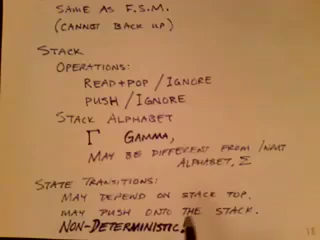 SAME AS F.S.M.
(CANNOT BACK UP)
STACK
OPERATIONS:
READ+POP / IGNORE
PUSH / IGNORE
STACK ALPHABET
Γ GAMMA,
MAY BE DIFFERENT FROM INPUT
ALPHABET, Σ
STATE TRANSITIONS:
MAY DEPEND ON STACK TOP.
MAY PUSH ONTO THE STACK.
NON-DETERMINISTIC.